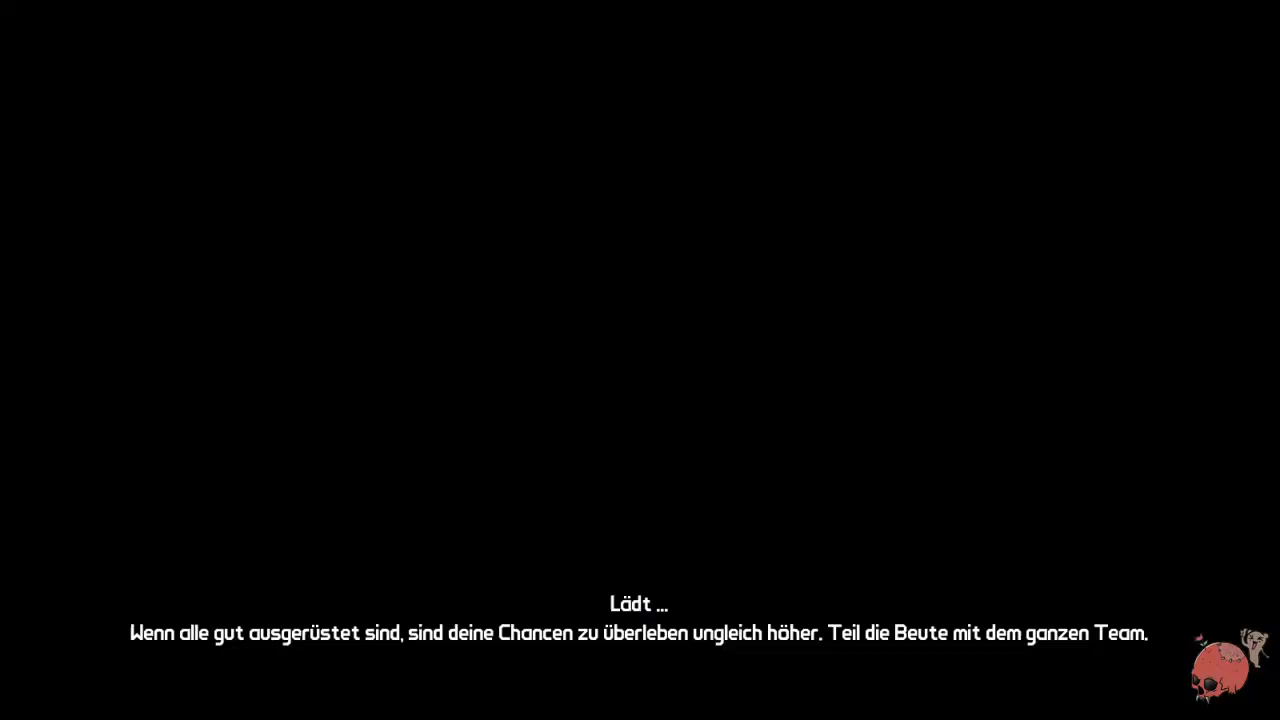 Lädt ...
Wenn alle gut ausgerüstet sind, sind deine Chancen zu überleben ungleich höher. Teil die Beute mit dem ganzen Team.